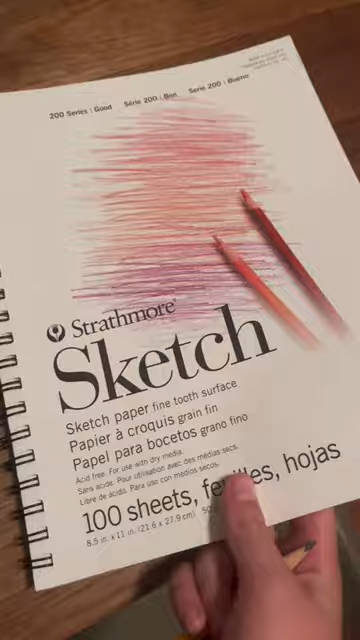 200 Series : Good Série 200 : Bon Serie 200 : Bueno
Strathmore
Sketch
Sketch paper fine tooth surface
Papier à croquis grain fin
Papel para bocetos grano fino
Acid free. For use with dry media.
Sans acide. Pour utilisation avec des médias secs.
Libre de ácido. Para uso con medios secos.
100 sheets, hojas
8.5 in. x 11 in. (21.6 x 27.9 cm)